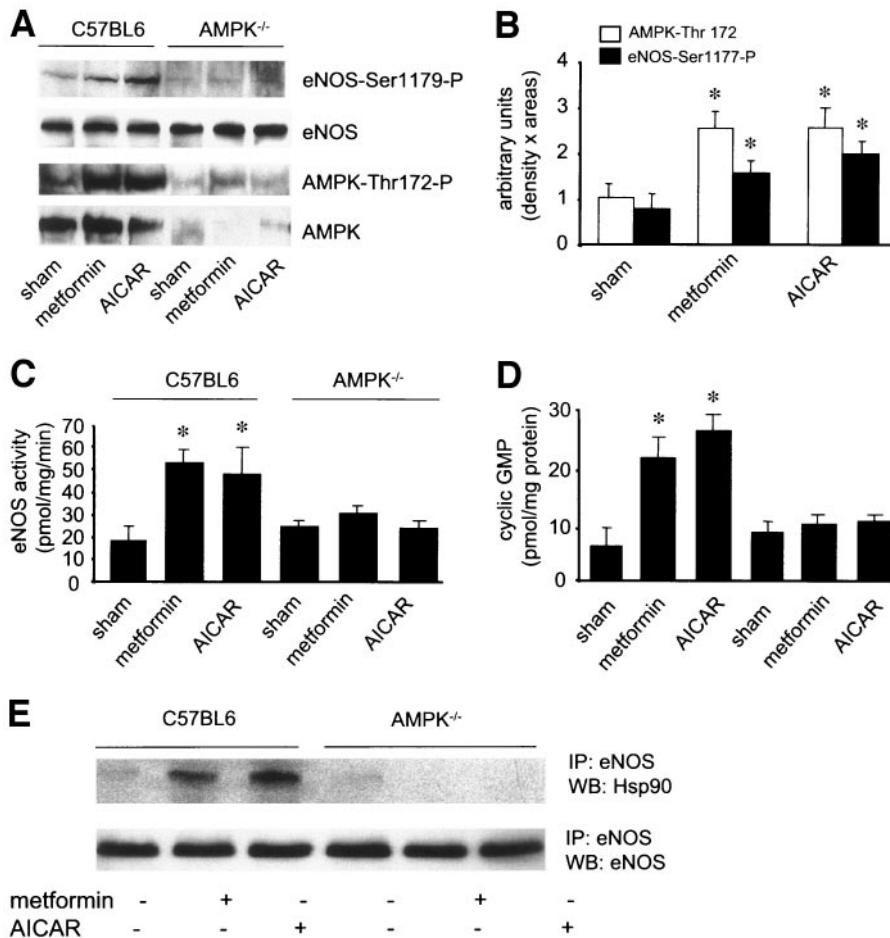 A
C57BL6 AMPK-/-
eNOS-Ser1179-P
eNOS
AMPK-Thr172-P
AMPK
sham metformin AICAR sham metformin AICAR
B
AMPK-Thr 172
eNOS-Ser1177-P
arbitrary units
(density x areas)
4
3
2
1
0
* * * *
sham metformin AICAR
C
C57BL6 AMPK-/-
eNOS activity
(pmol/mg/min)
70
60
50
40
30
20
10
0
* *
sham metformin AICAR sham metformin AICAR
D
cyclic GMP
(pmol/mg protein)
30
20
10
0
* *
sham metformin AICAR sham metformin AICAR
E
C57BL6 AMPK-/-
IP: eNOS
WB: Hsp90
IP: eNOS
WB: eNOS
metformin - + - - + -
AICAR - - + - - +